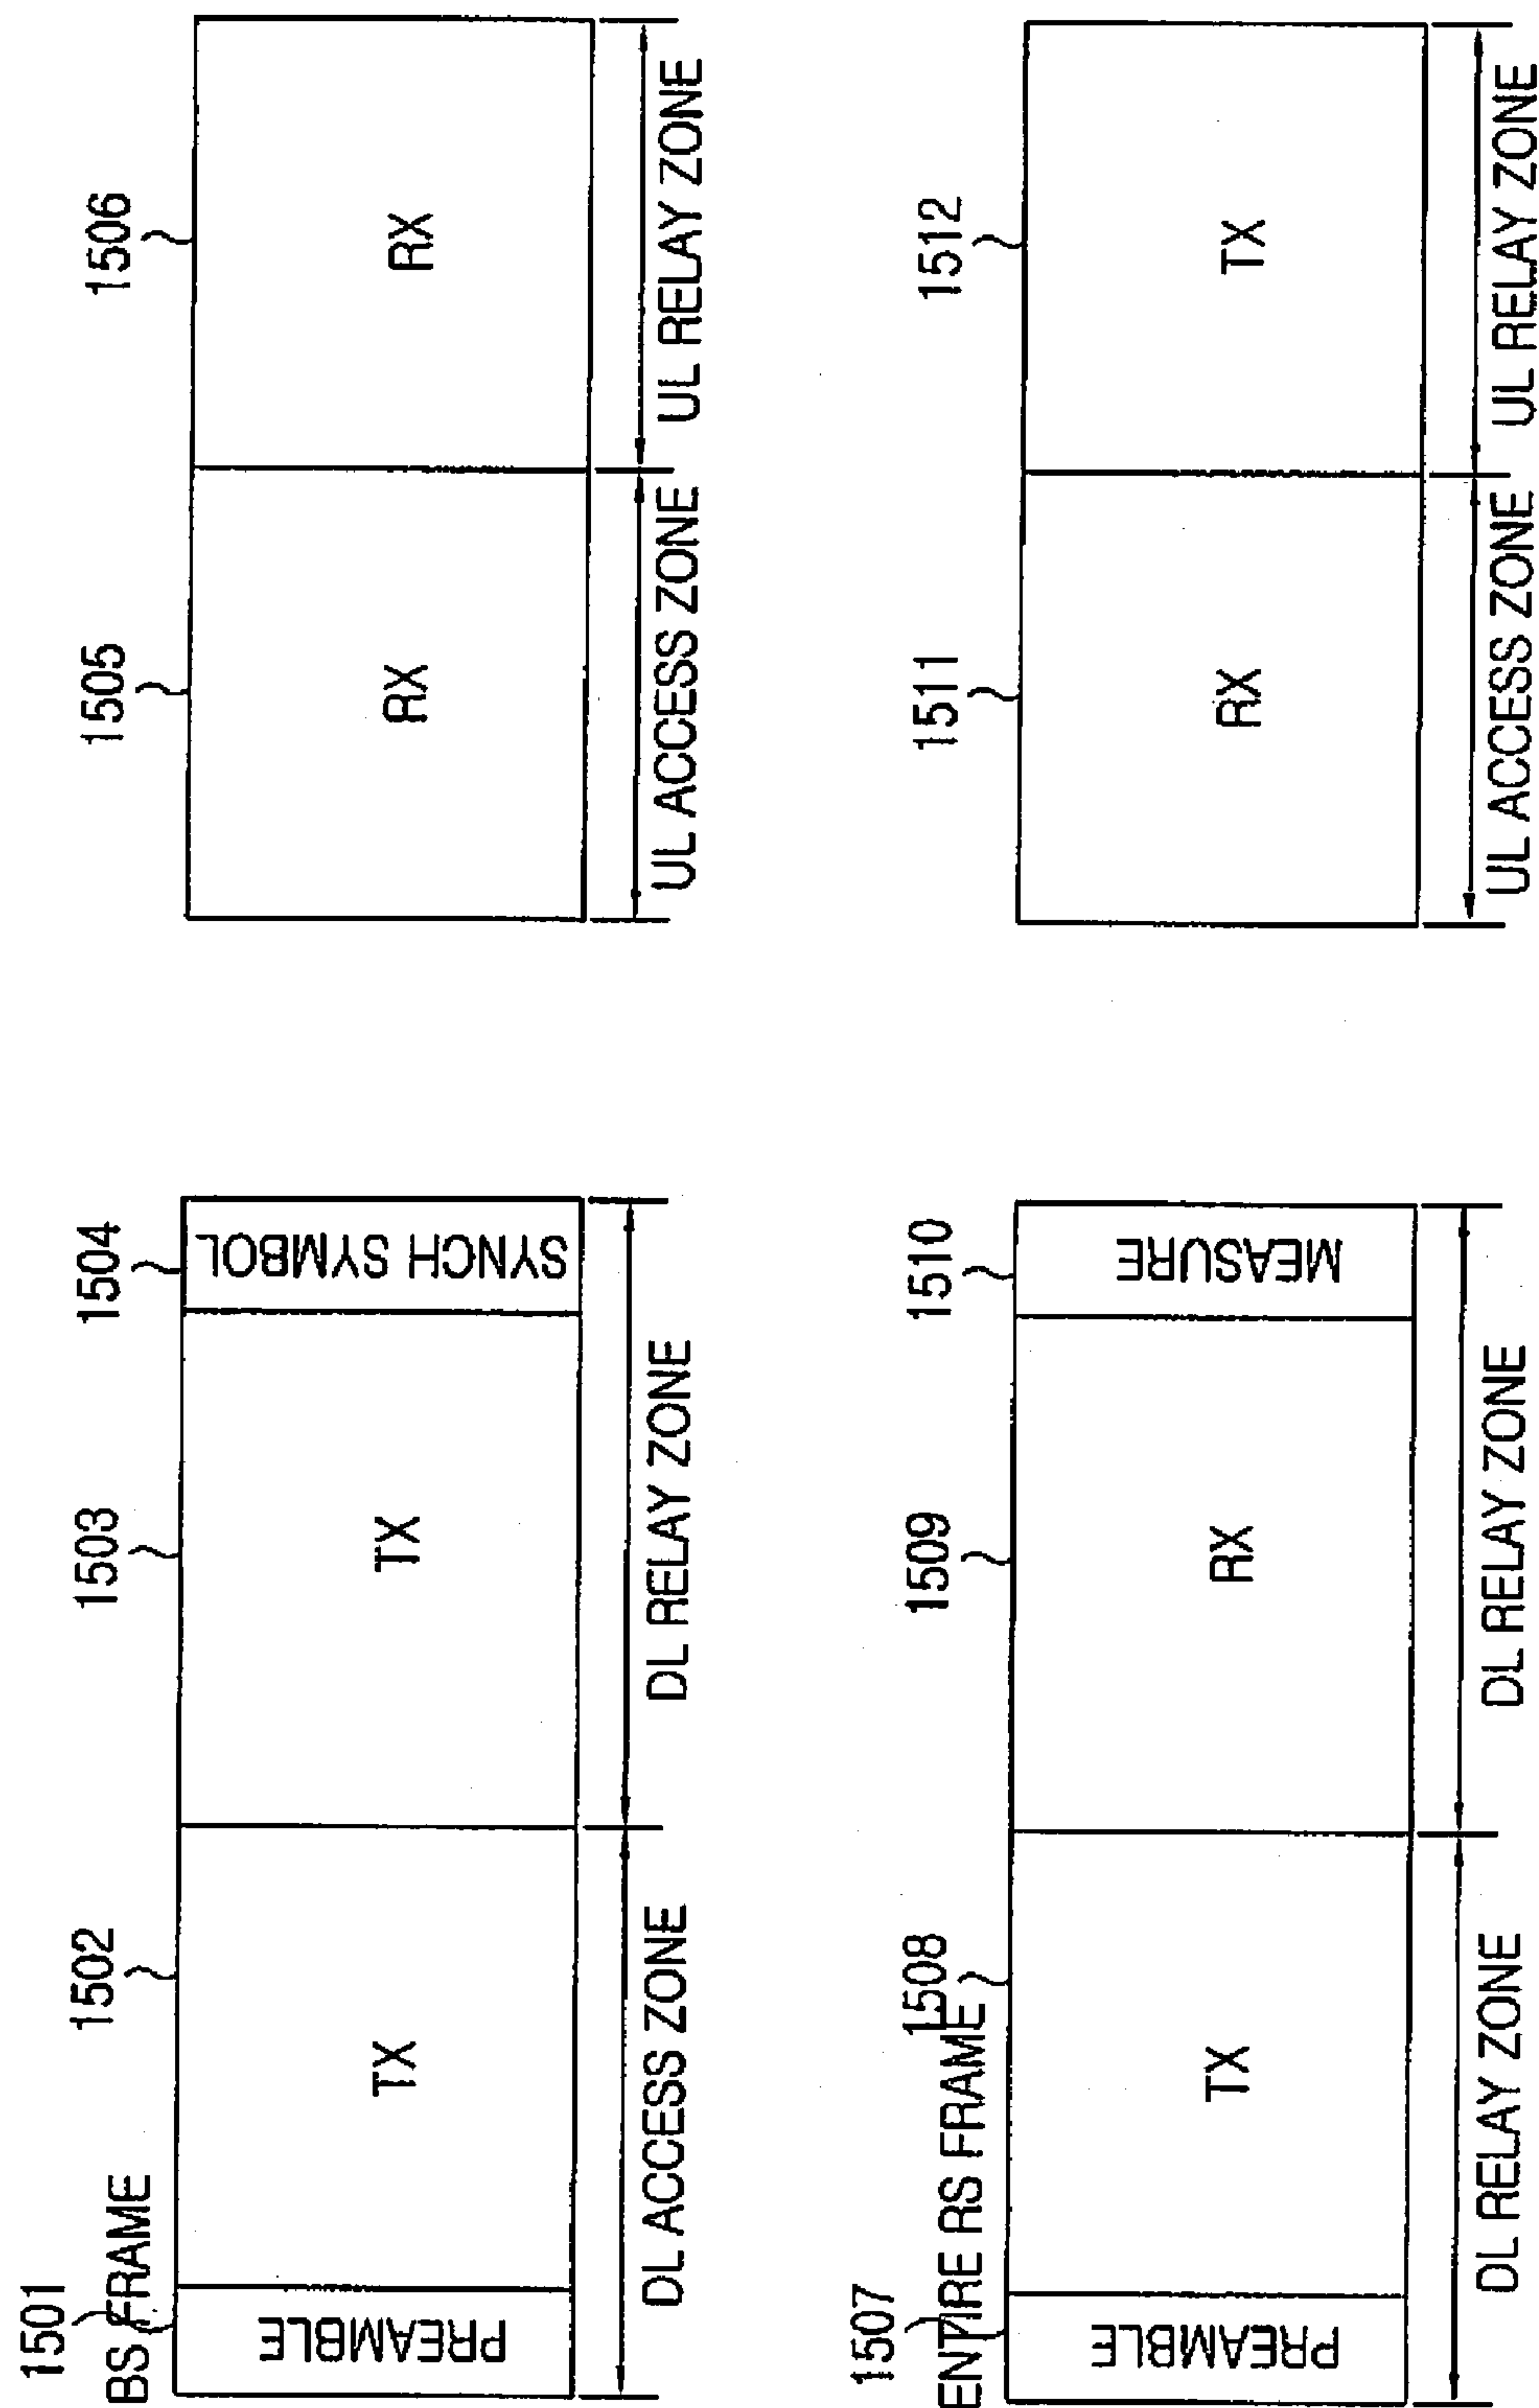 1501
BS FRAME
1502
1503
1504
1505
1506
PREAMBLE
TX
TX
SYNCH SYMBOL
RX
RX
DL ACCESS ZONE
DL RELAY ZONE
UL ACCESS ZONE
UL RELAY ZONE
1507
ENTIRE RS FRAME
1508
1509
1510
1511
1512
PREAMBLE
TX
RX
MEASURE
RX
TX
DL RELAY ZONE
DL RELAY ZONE
UL ACCESS ZONE
UL RELAY ZONE